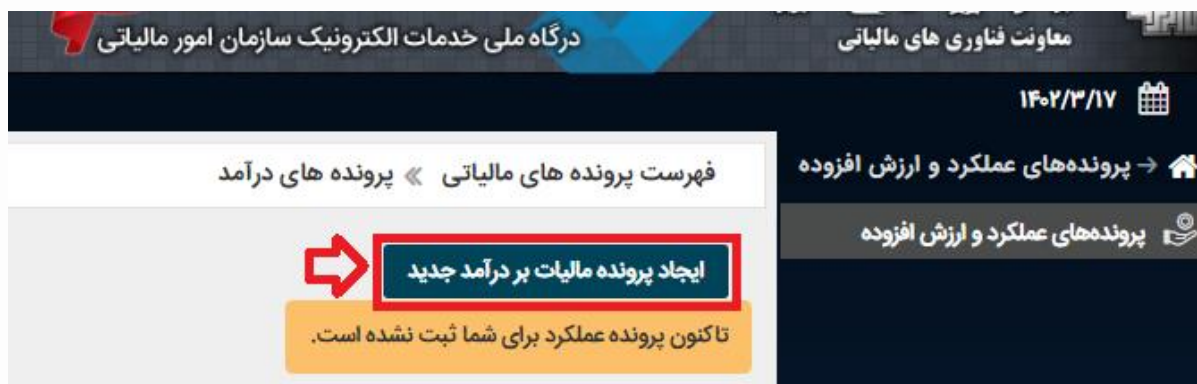 معاونت فناوری های مالیاتی
درگاه ملی خدمات الکترونیک سازمان امور مالیاتی
۱۴۰۲/۳/۱۷
پرونده‌های عملکرد و ارزش افزوده
پرونده‌های عملکرد و ارزش افزوده
فهرست پرونده های مالیاتی » پرونده های درآمد
ایجاد پرونده مالیات بر درآمد جدید
تاکنون پرونده عملکرد برای شما ثبت نشده است.